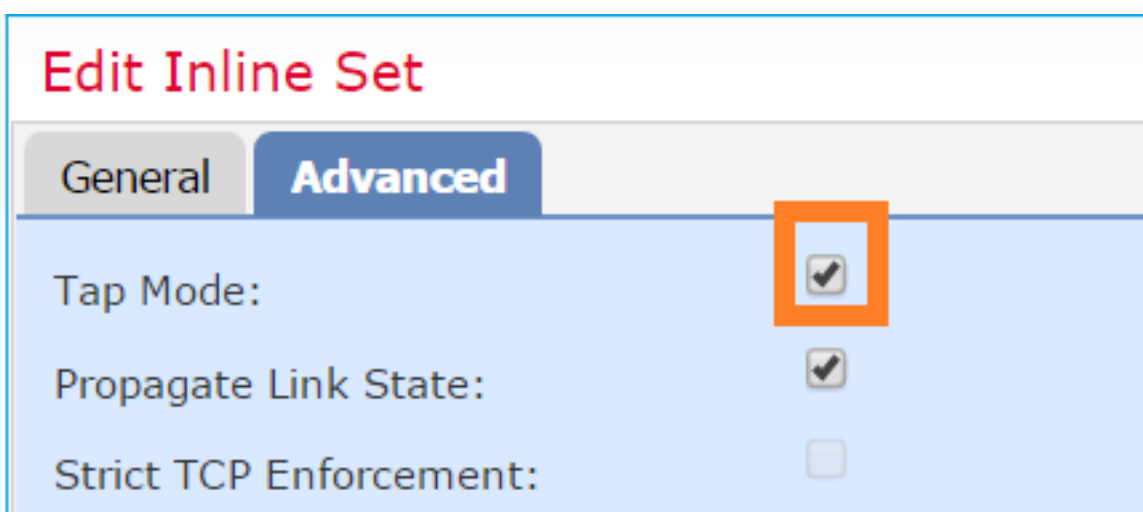 Edit Inline Set
General Advanced
Tap Mode:
Propagate Link State:
Strict TCP Enforcement: